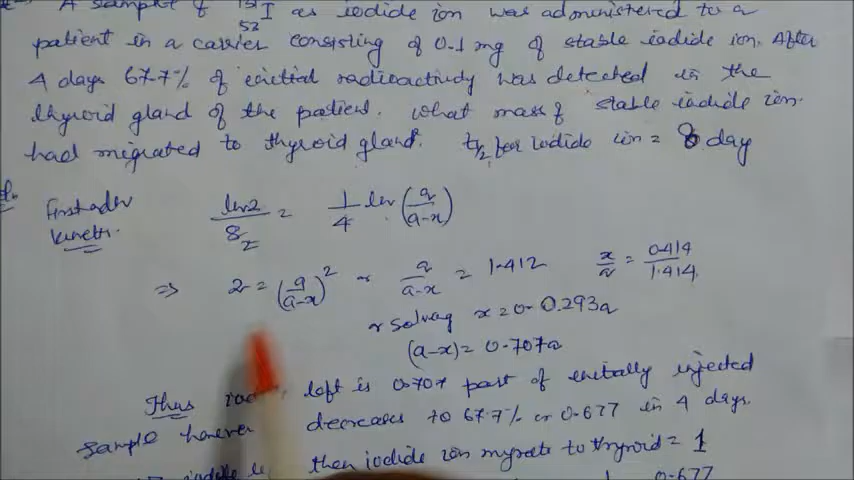 A sample of ¹³¹₅₃I as iodide ion was administered to a
patient in a carrier consisting of 0.1 mg of stable iodide ion. After
4 days 67.7% of initial radioactivity was detected in the
thyroid gland of the patient. What mass of stable iodide ion
had migrated to thyroid gland. t1/2 for iodide ion = 8 day
First order kinetics. ln2/8 = 1/4 ln (a/a-x)
⇒ 2 = (a/a-x)² a/a-x = 1.412 x/a = 0.414/1.414
solving x = 0.293a
(a-x) = 0.707a
Thus left is 0.707 part of initially injected
sample however decreases to 67.7% or 0.677 in 4 days.
then iodide ion migrate to thyroid = 1
0.677